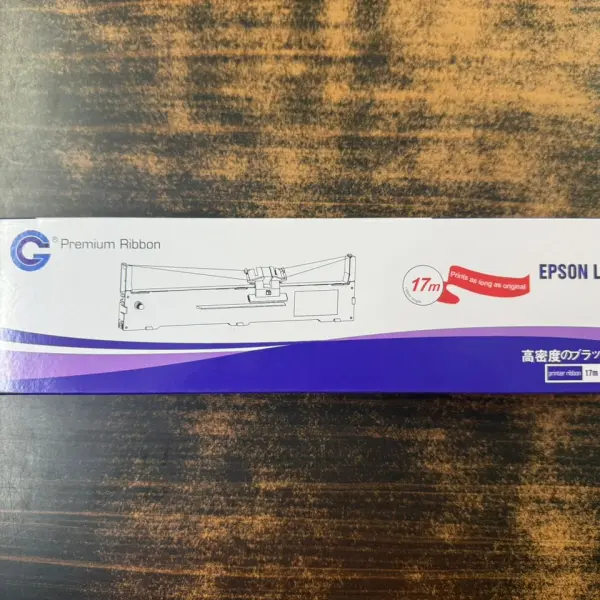 ® Premium Ribbon
17m
Prints as long as original
EPSON L
高密度のブラッ
printer ribbon 17m